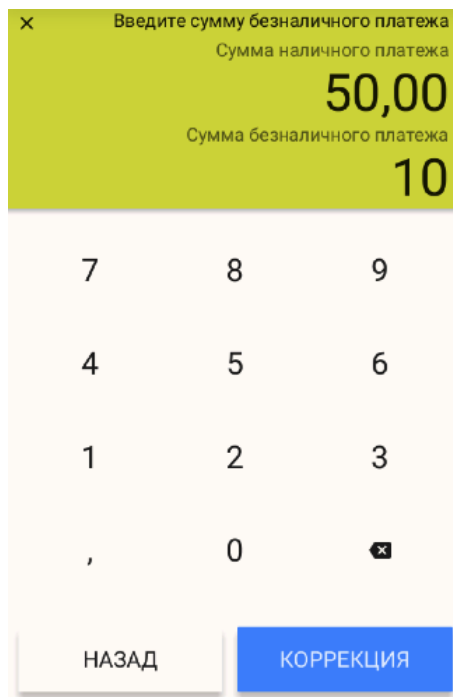 × Введите сумму безналичного платежа
Сумма наличного платежа
50,00
Сумма безналичного платежа
10
7 8 9
4 5 6
1 2 3
, 0
НАЗАД КОРРЕКЦИЯ